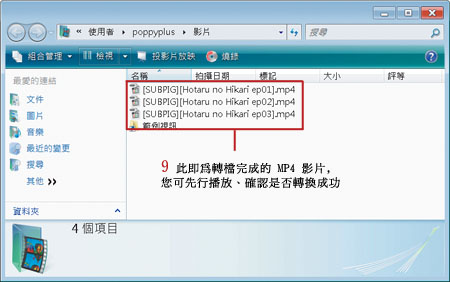 使用者 ▸ poppyplus ▸ 影片
搜尋
組合管理 檢視 投影片放映 燒錄
最愛的連結
文件
圖片
音樂
最近的變更
搜尋
其他 >>
資料夾
名稱 拍攝日期 標記 大小 評等
[SUBPIG][Hotaru no Hikari ep01].mp4
[SUBPIG][Hotaru no Hikari ep02].mp4
[SUBPIG][Hotaru no Hikari ep03].mp4
範例視訊
9 此即為轉檔完成的 MP4 影片,
您可先行播放、確認是否轉換成功
4 個項目